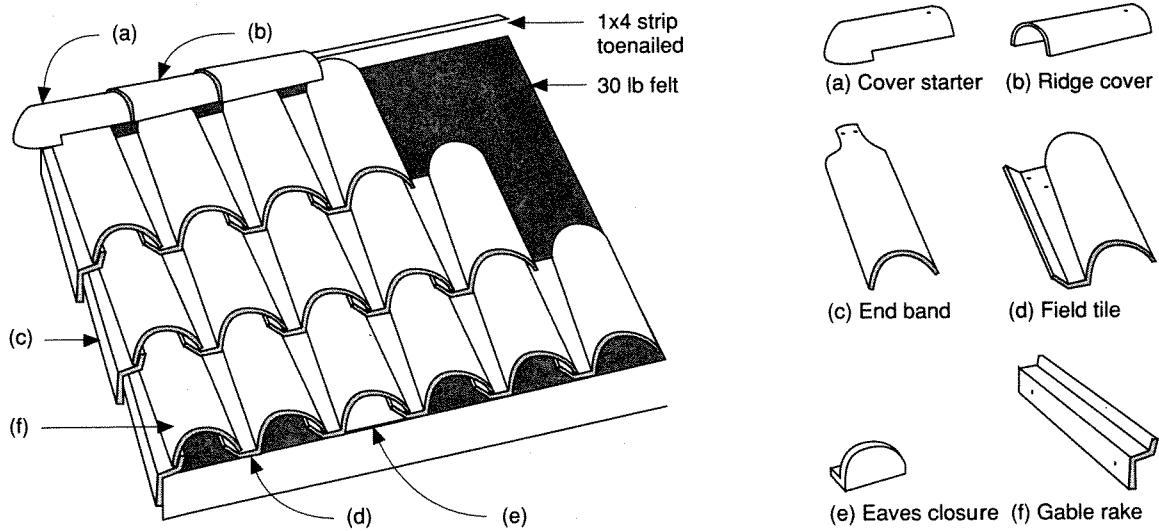 (a)
(b)
1x4 strip
toenailed
30 lb felt
(c)
(f)
(d)
(e)
(a) Cover starter
(b) Ridge cover
(c) End band
(d) Field tile
(e) Eaves closure
(f) Gable rake